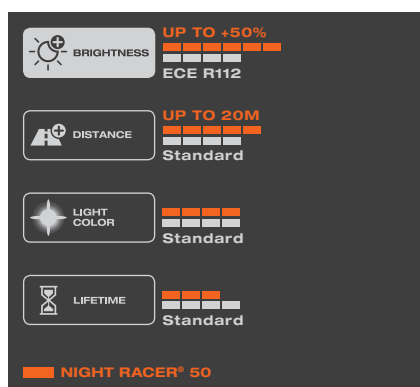 BRIGHTNESS
UP TO +50%
ECE R112
DISTANCE
UP TO 20M
Standard
LIGHT
COLOR
Standard
LIFETIME
Standard
NIGHT RACER® 50